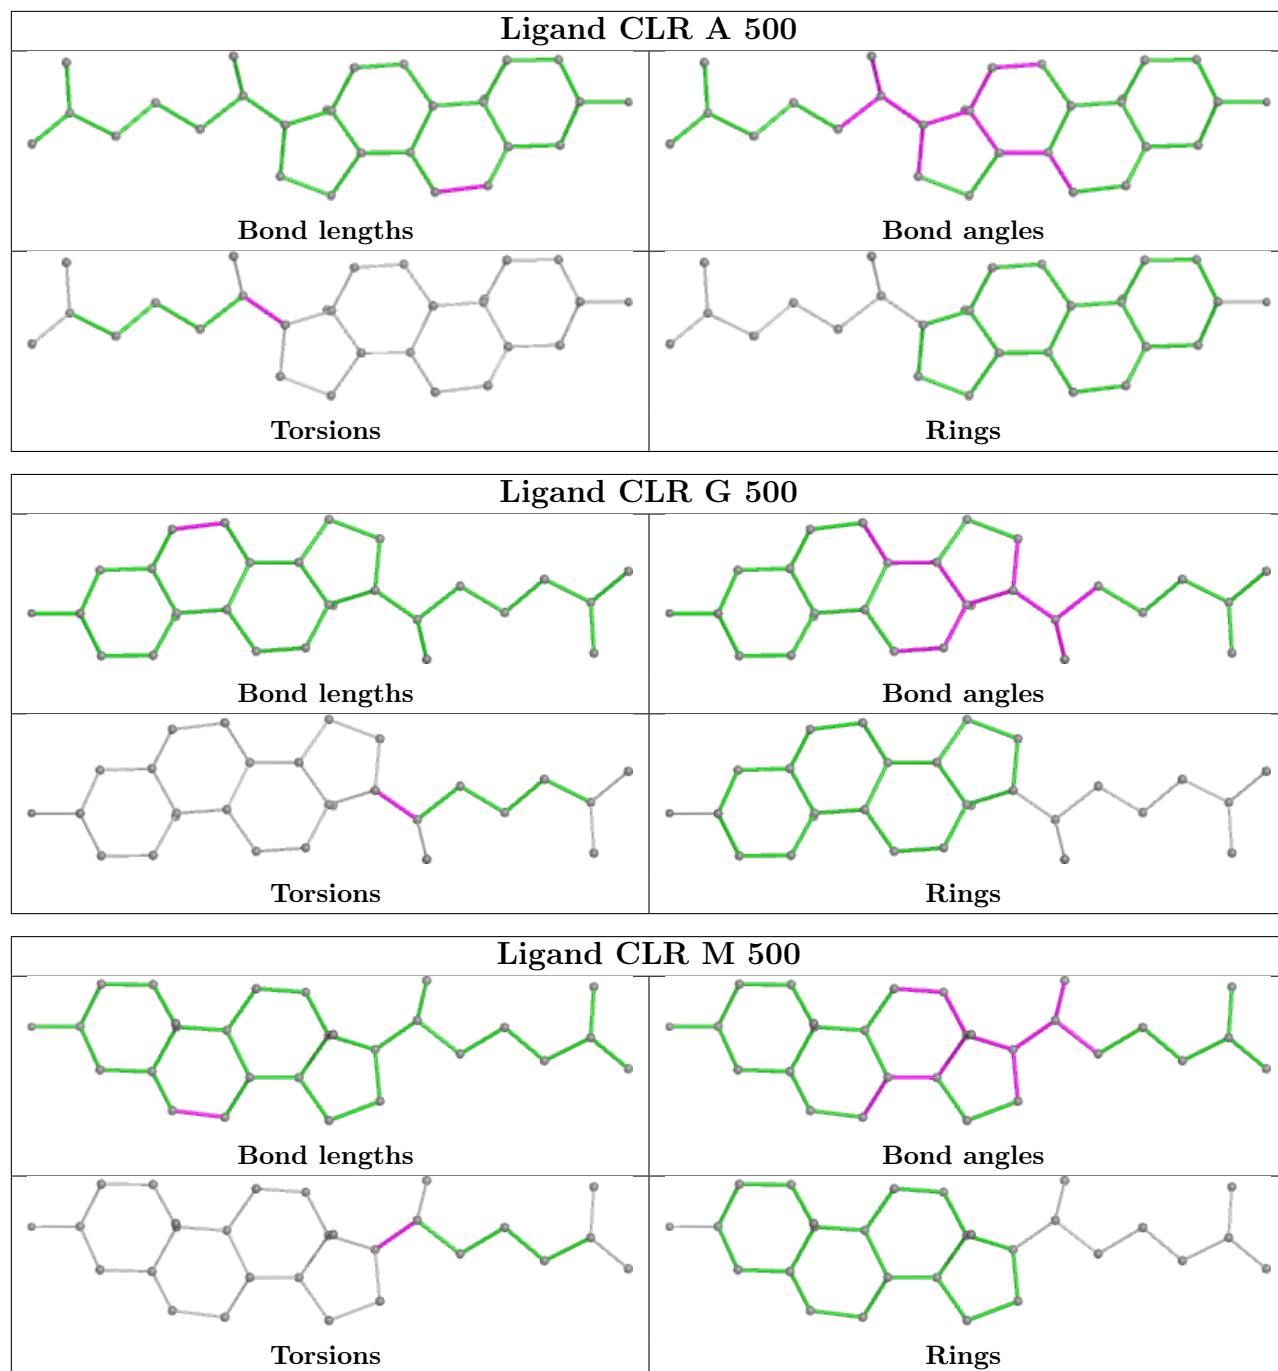 Ligand CLR A 500
Bond lengths
Bond angles
Torsions
Rings
Ligand CLR G 500
Bond lengths
Bond angles
Torsions
Rings
Ligand CLR M 500
Bond lengths
Bond angles
Torsions
Rings